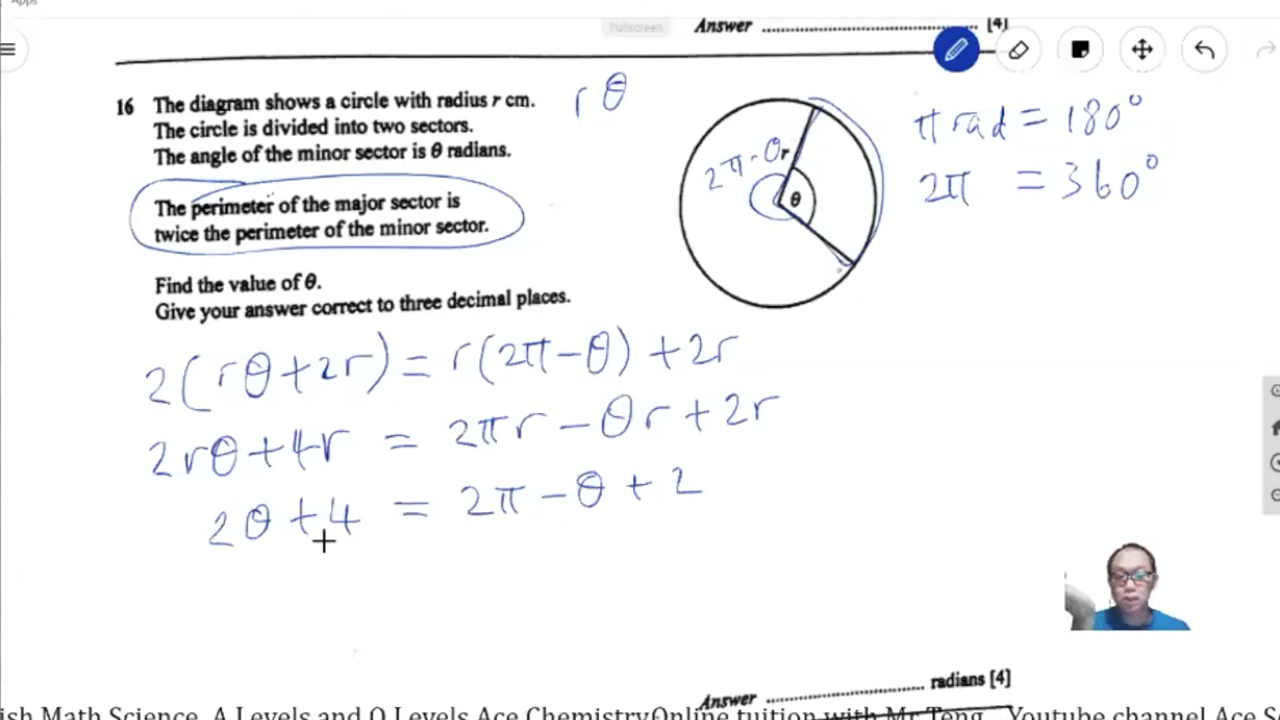 Apps
Fullscreen
Answer ........................................ [4]
16 The diagram shows a circle with radius r cm.
The circle is divided into two sectors.
The angle of the minor sector is θ radians.
The perimeter of the major sector is
twice the perimeter of the minor sector.
Find the value of θ.
Give your answer correct to three decimal places.
rθ
2π-θ
r
θ
π rad = 180°
2π = 360°
2(rθ+2r) = r(2π-θ) +2r
2rθ+4r = 2πr - θr + 2r
2θ+4 = 2π - θ + 2
Answer ........................ radians [4]
ish Math Science, A Levels and O Levels Ace Chemistry Online tuition with Mr Teng, Youtube channel Ace S